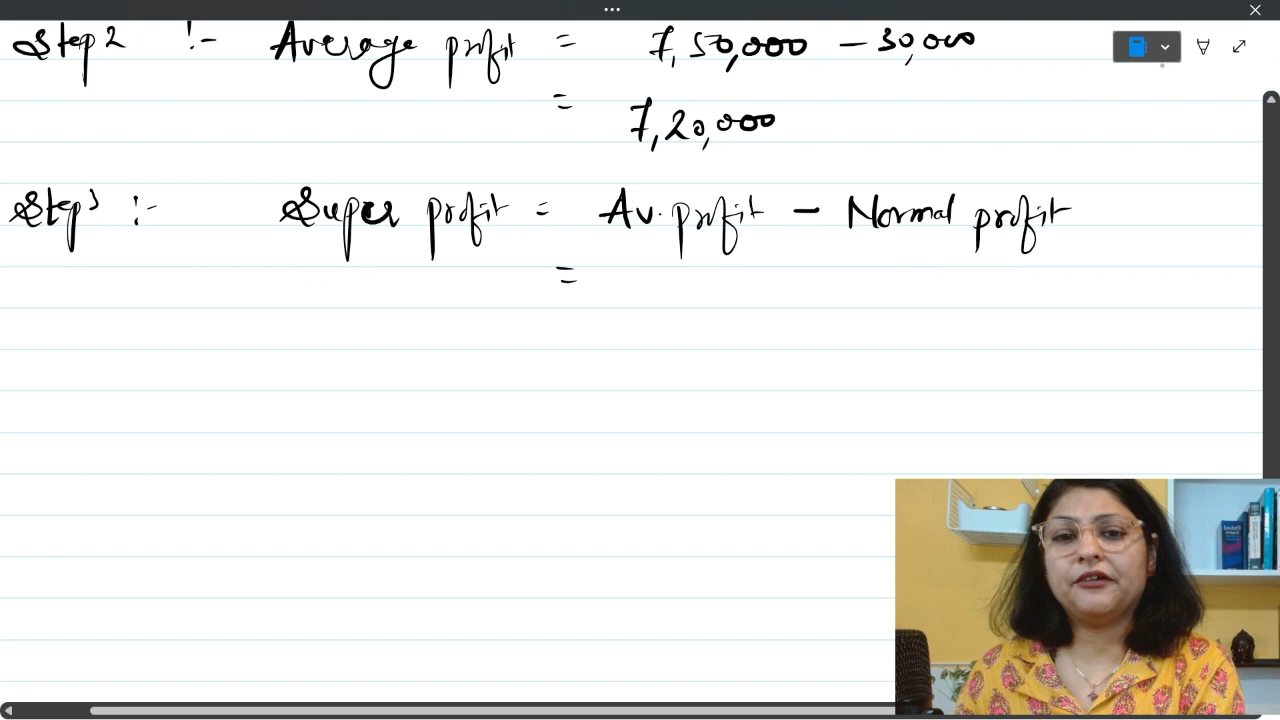 Step 2 :- Average profit = 7,50,000 - 30,000
= 7,20,000
Step 3 :- Super profit = Av. profit - Normal profit
=